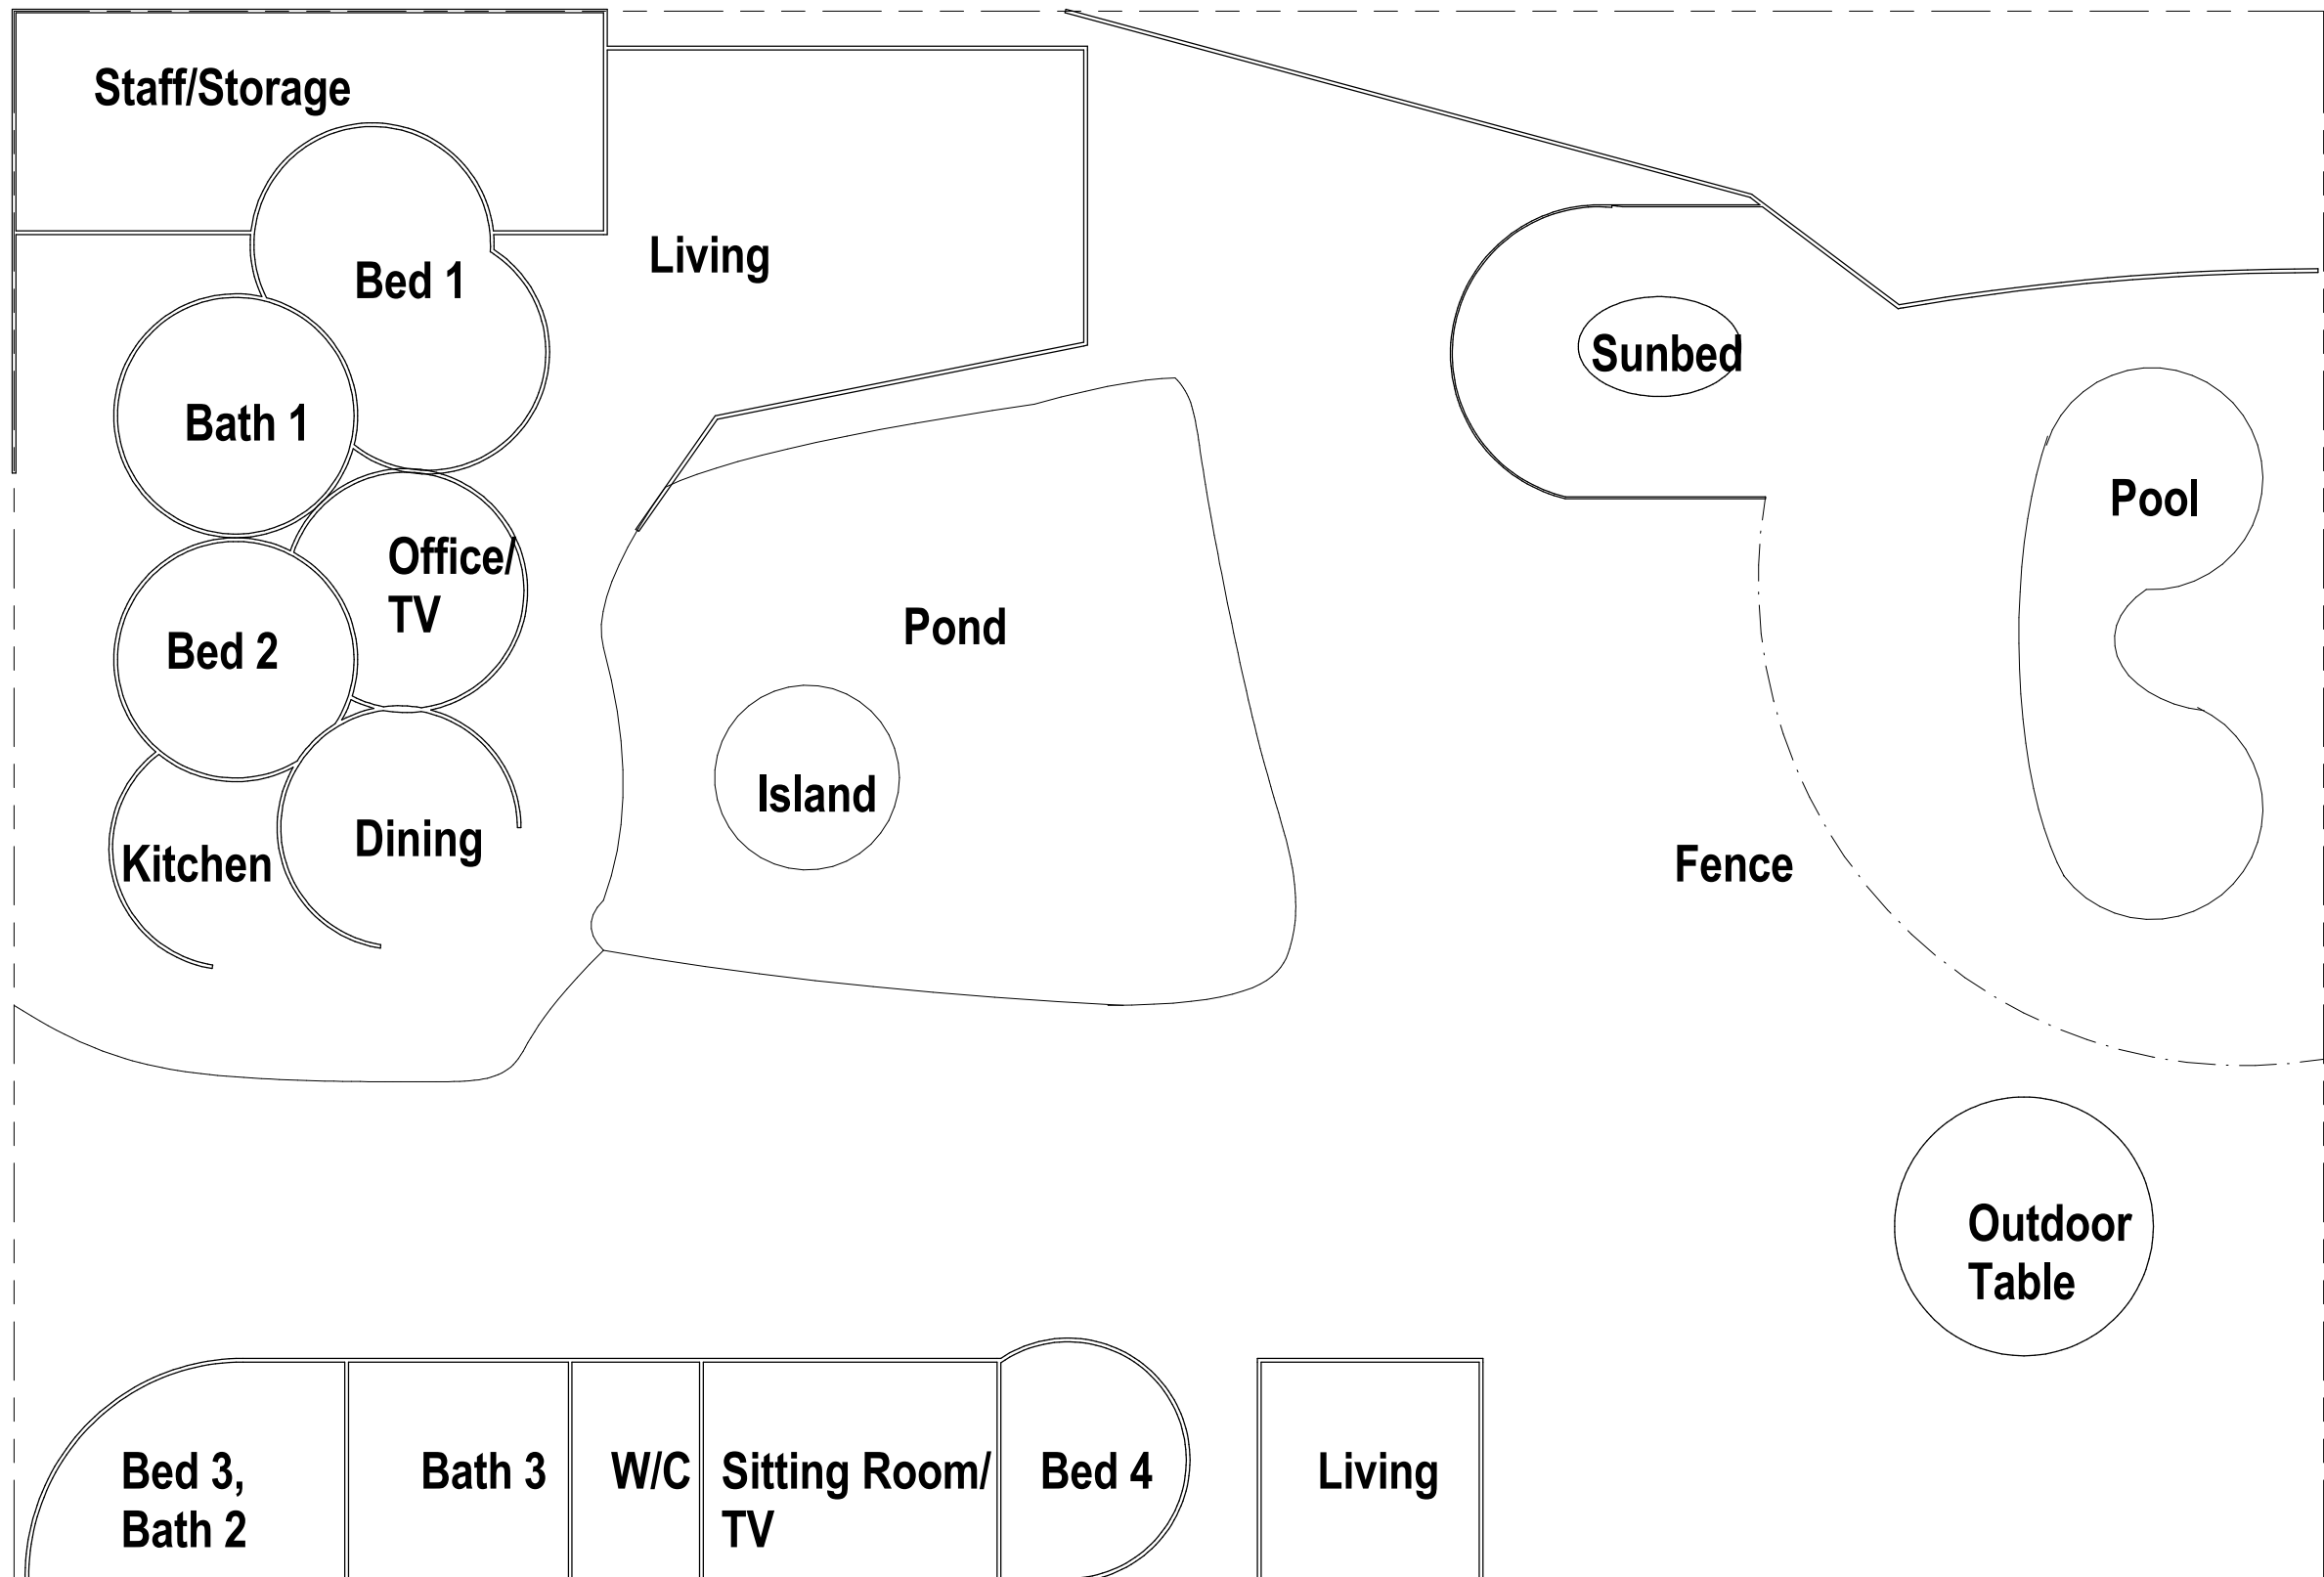 Staff/Storage
Living
Bed 1
Sunbed
Bath 1
Pool
Office/
TV
Pond
Bed 2
Island
Dining
Kitchen
Fence
Outdoor
Table
Bed 3,
Bath 2
Bath 3
W/C
Sitting Room/
TV
Bed 4
Living